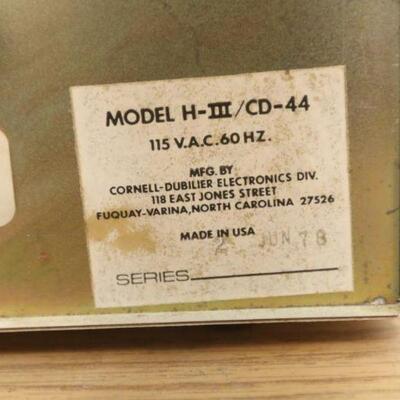 MODEL H-III/CD-44
115 V.A.C. 60 HZ.
MFG. BY
CORNELL-DUBILIER ELECTRONICS DIV.
118 EAST JONES STREET
FUQUAY-VARINA, NORTH CAROLINA 27526
MADE IN USA
2 JUN 78
SERIES